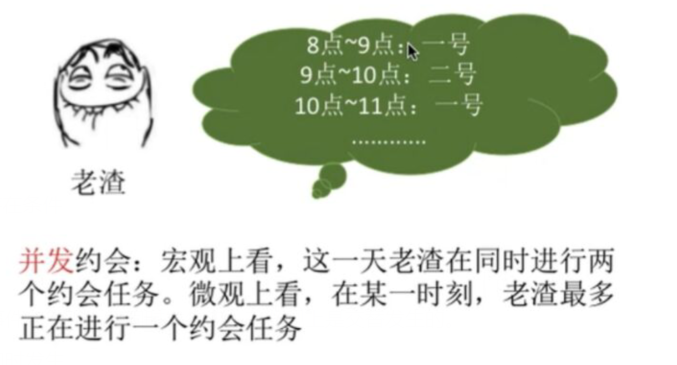 8点~9点：一号
9点~10点：二号
10点~11点：一号
…………
老渣
并发约会：宏观上看，这一天老渣在同时进行两
个约会任务。微观上看，在某一时刻，老渣最多
正在进行一个约会任务